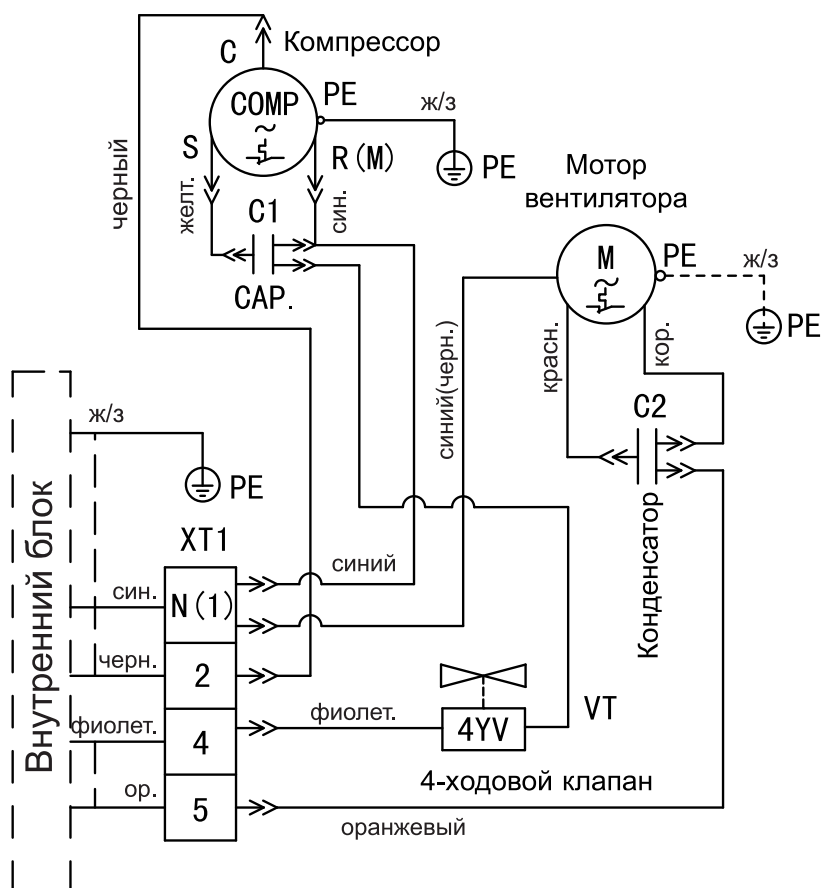 C
Компрессор
COMP
PE
ж/з
S
R(M)
PE
черный
желт.
C1
син.
CAP.
Мотор
вентилятора
M
PE
ж/з
PE
красн.
кор.
синий(черн.)
C2
Конденсатор
ж/з
PE
Внутренний блок
XT1
син.
N(1)
синий
черн.
2
фиолет.
4
фиолет.
4YV
VT
4-ходовой клапан
ор.
5
оранжевый